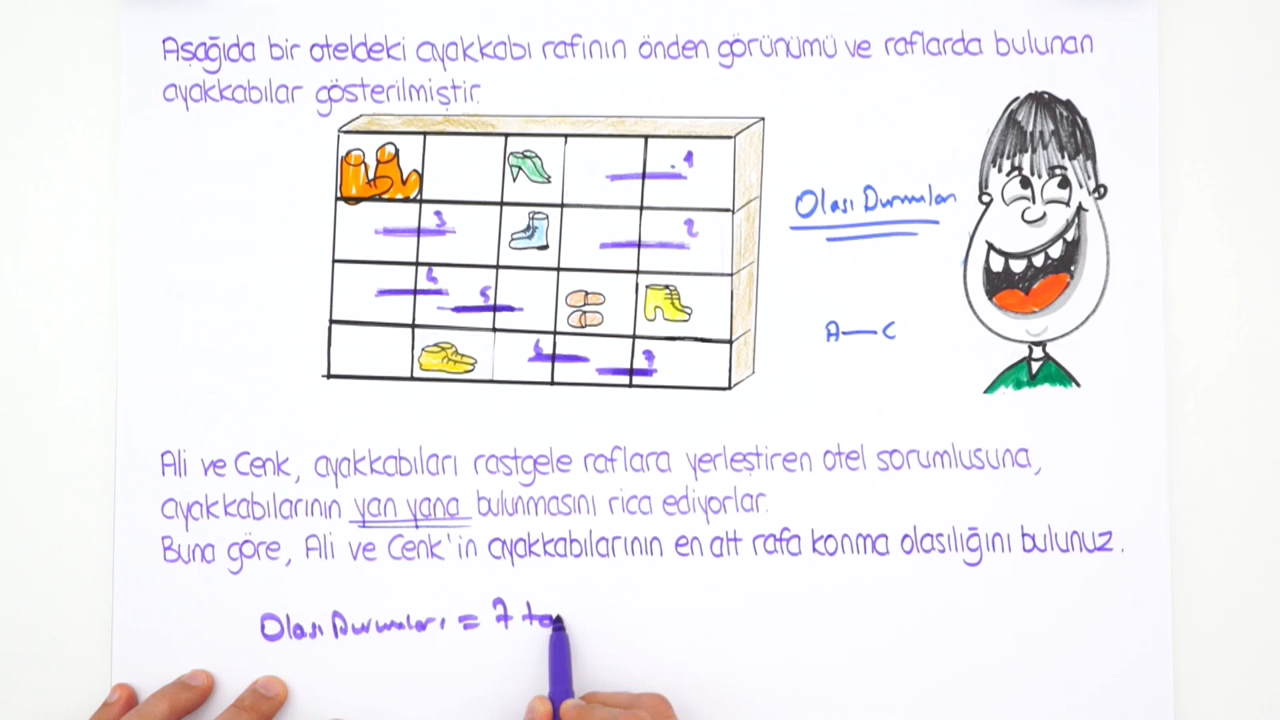 Aşağıda bir oteldeki ayakkabı rafının önden görünümü ve raflarda bulunan
ayakkabılar gösterilmiştir.
1
3
2
4
5
6
7
Olası Durumları
A—C
Ali ve Cenk, ayakkabıları rastgele raflara yerleştiren otel sorumlusuna,
ayakkabılarının yan yana bulunmasını rica ediyorlar.
Buna göre, Ali ve Cenk'in ayakkabılarının en alt rafa konma olasılığını bulunuz.
Olası Durumları = 7 ta